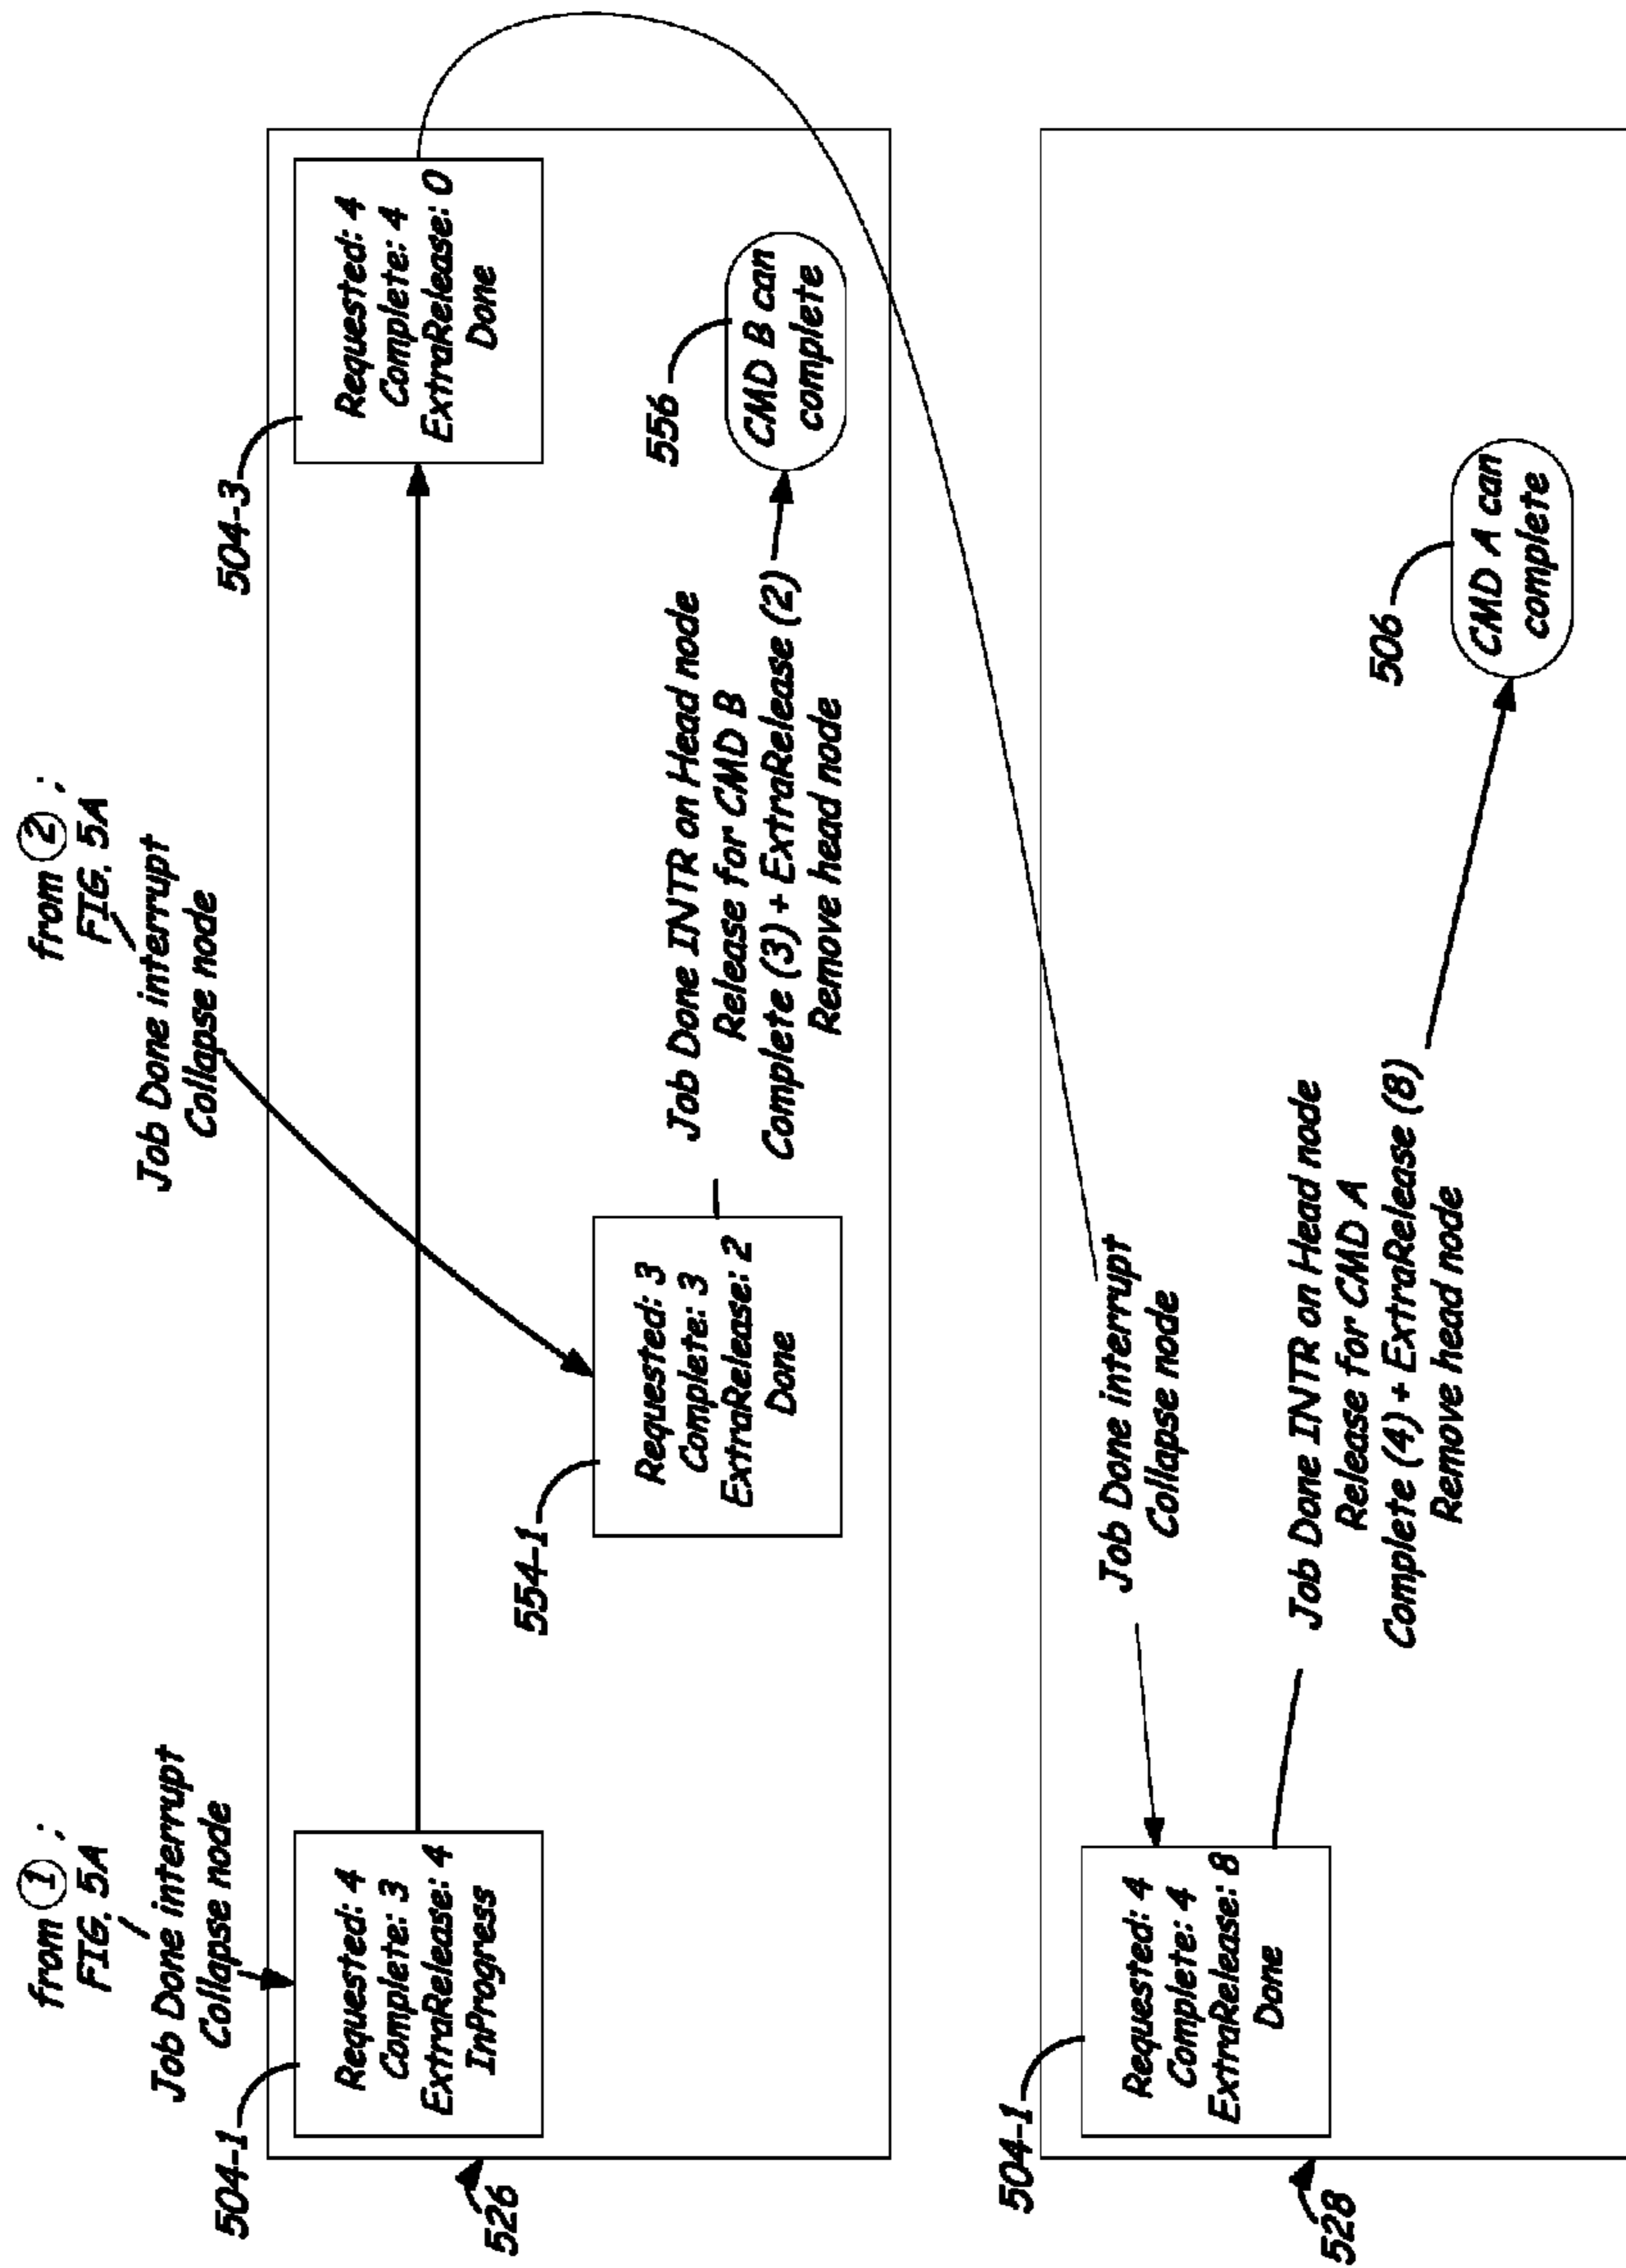 from 1 ;
FIG. 5A
Job Done interrupt
Collapse node
from 2 ;
FIG. 5A
Job Done interrupt
Collapse node
504-1
Requested: 4
Complete: 3
ExtraRelease: 4
InProgress
504-3
Requested: 4
Complete: 4
ExtraRelease: 0
Done
526
554-1
Requested: 3
Complete: 3
ExtraRelease: 2
Done
Job Done INTR on Head node
Release for CMD B
Complete (3) + ExtraRelease (2)
Remove head node
556
CMD B can
complete
Job Done interrupt
Collapse node
504-1
Requested: 4
Complete: 4
ExtraRelease: 8
Done
528
Job Done INTR on Head node
Release for CMD A
Complete (4) + ExtraRelease (8)
Remove head node
506
CMD A can
complete